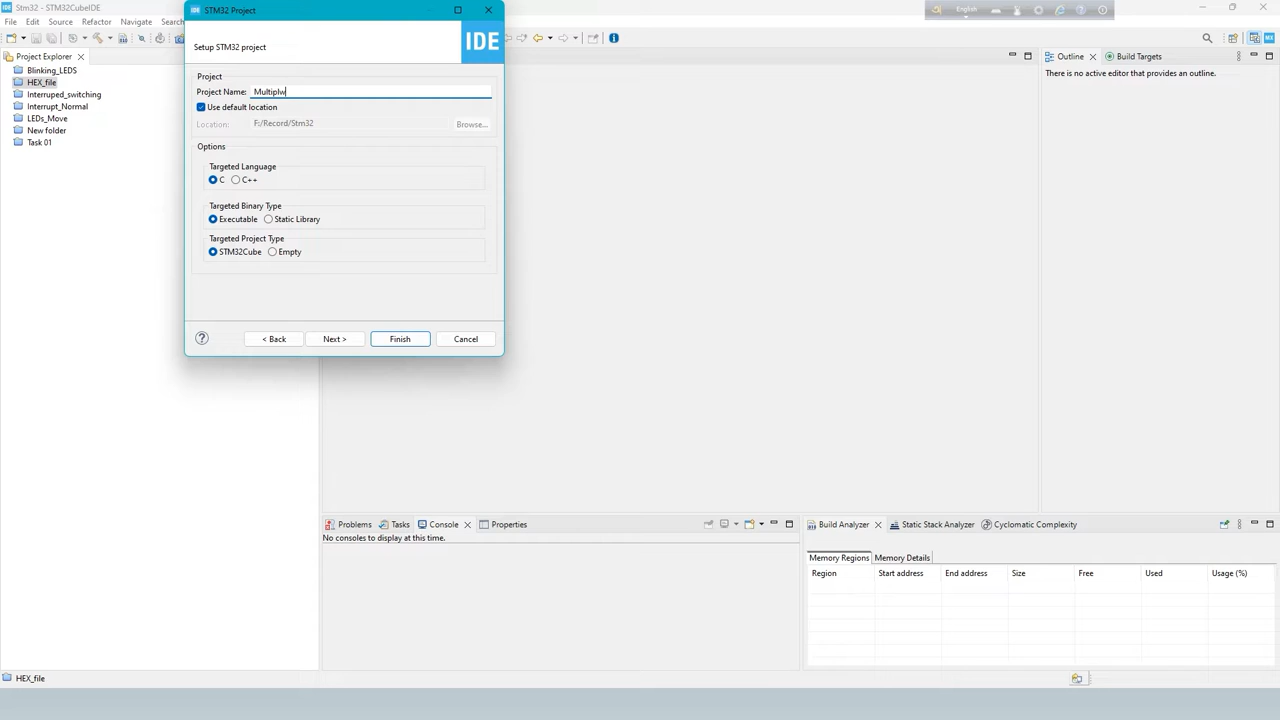 Stm32 - STM32CubeIDE
File Edit Source Refactor Navigate Search
English
IDE STM32 Project
Setup STM32 project
IDE
Project
Project Name: Multiplw
Use default location
Location: F:/Record/Stm32 Browse...
Options
Targeted Language
C C++
Targeted Binary Type
Executable Static Library
Targeted Project Type
STM32Cube Empty
? < Back Next > Finish Cancel
MX
Project Explorer
Blinking_LEDS
HEX_file
Interruped_switching
Interrupt_Normal
LEDs_Move
New folder
Task 01
Outline Build Targets
There is no active editor that provides an outline.
Problems Tasks Console Properties
No consoles to display at this time.
Build Analyzer Static Stack Analyzer Cyclomatic Complexity
Memory Regions Memory Details
Region Start address End address Size Free Used Usage (%)
HEX_file